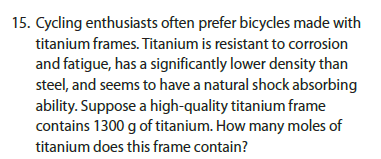 15. Cycling enthusiasts often prefer bicycles made with
titanium frames. Titanium is resistant to corrosion
and fatigue, has a significantly lower density than
steel, and seems to have a natural shock absorbing
ability. Suppose a high-quality titanium frame
contains 1300 g of titanium. How many moles of
titanium does this frame contain?